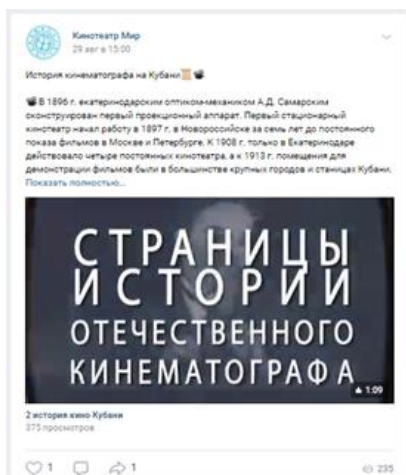 Кинотеатр Мир
29 авг в 15:00
История кинематографа на Кубани
В 1896 г. екатеринодарским оптиком-механиком А.Д. Самарским
сконструирован первый проекционный аппарат. Первый стационарный
кинотеатр начал работу в 1897 г. в Новороссийске за семь лет до постоянного
показа фильмов в Москве и Петербурге. К 1908 г. только в Екатеринодаре
действовало четыре постоянных кинотеатра, а к 1913 г. помещения для
демонстрации фильмов были в большинстве крупных городов и станицах Кубани.
Показать полностью...
СТРАНИЦЫ
ИСТОРИИ
ОТЕЧЕСТВЕННОГО
КИНЕМАТОГРАФА
1:09
2 история кино Кубани
375 просмотров
1 1 235